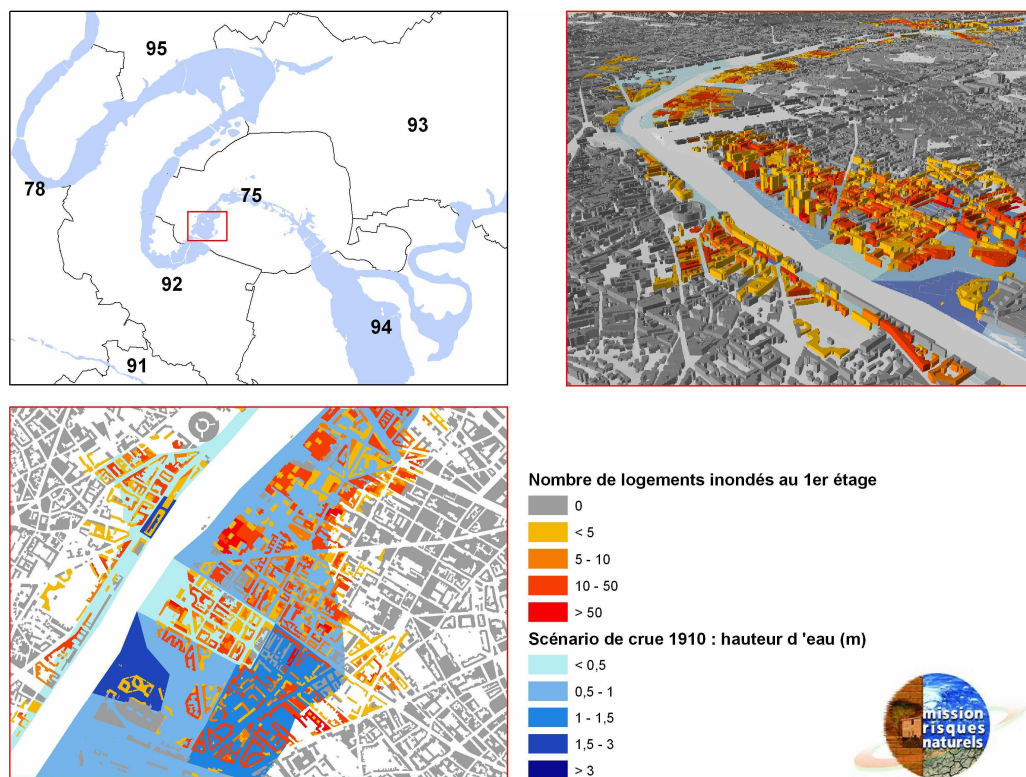 95
93
78
75
92
94
91
Nombre de logements inondés au 1er étage
0
< 5
5 - 10
10 - 50
> 50
Scénario de crue 1910 : hauteur d 'eau (m)
< 0,5
0,5 - 1
1 - 1,5
1,5 - 3
> 3
mission
risques
naturels